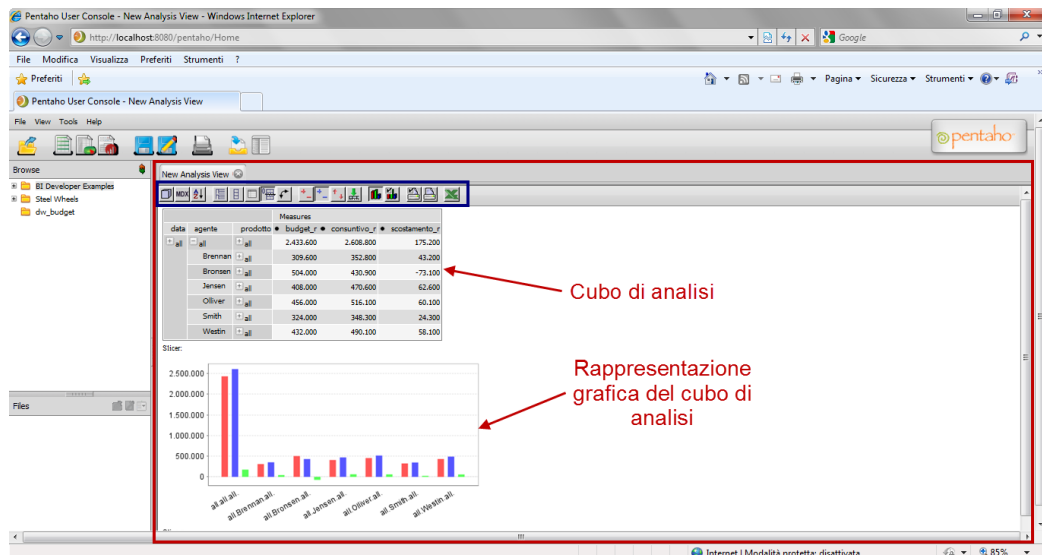 Pentaho User Console - New Analysis View - Windows Internet Explorer
http://localhost:8080/pentaho/Home
Google
File Modifica Visualizza Preferiti Strumenti ?
Preferiti
Pagina Sicurezza Strumenti
Pentaho User Console - New Analysis View
File View Tools Help
pentaho
Browse
BI Developer Examples
Steel Wheels
dw_budget
Files
New Analysis View
MDX
Measures
data agente prodotto budget_r consuntivo_r scostamento_r
all all all 2.433.600 2.608.800 175.200
Brennan all 309.600 352.800 43.200
Bronsen all 504.000 430.900 -73.100
Jensen all 408.000 470.600 62.600
Olliver all 456.000 516.100 60.100
Smith all 324.000 348.300 24.300
Westin all 432.000 490.100 58.100
Cubo di analisi
Slicer:
2.500.000
2.000.000
1.500.000
1.000.000
500.000
0
all.all.all.
all.Brennan.all.
all.Bronsen.all.
all.Jensen.all.
all.Olliver.all.
all.Smith.all.
all.Westin.all.
Rappresentazione
grafica del cubo di
analisi
Internet | Modalità protetta: disattivata
85%